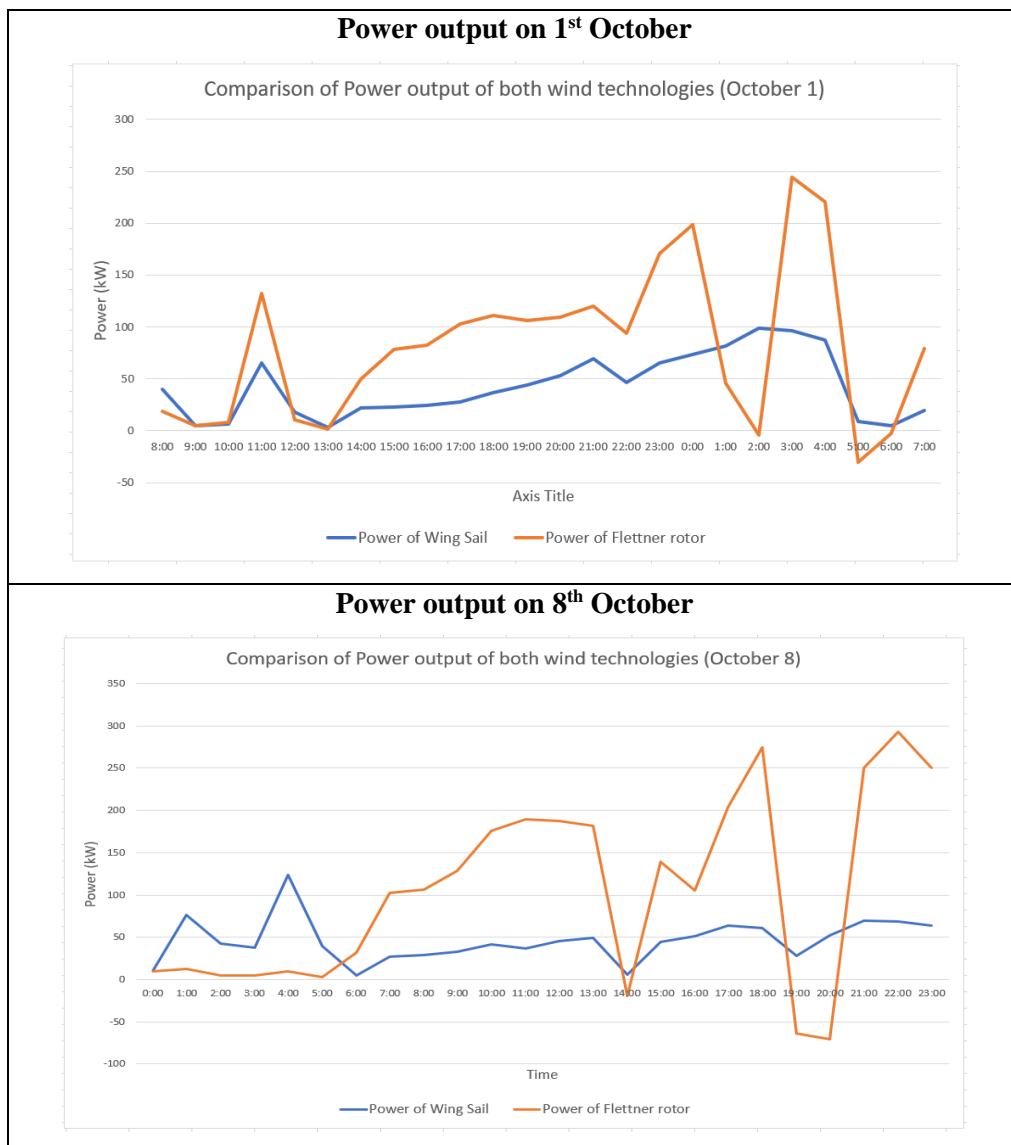 Power output on 1st October
Comparison of Power output of both wind technologies (October 1)
300
250
200
150
100
50
0
-50
Power (kW)
8:00 9:00 10:00 11:00 12:00 13:00 14:00 15:00 16:00 17:00 18:00 19:00 20:00 21:00 22:00 23:00 0:00 1:00 2:00 3:00 4:00 5:00 6:00 7:00
Axis Title
Power of Wing Sail Power of Flettner rotor
Power output on 8th October
Comparison of Power output of both wind technologies (October 8)
350
300
250
200
150
100
50
0
-50
-100
Power (kW)
0:00 1:00 2:00 3:00 4:00 5:00 6:00 7:00 8:00 9:00 10:00 11:00 12:00 13:00 14:00 15:00 16:00 17:00 18:00 19:00 20:00 21:00 22:00 23:00
Time
Power of Wing Sail Power of Flettner rotor